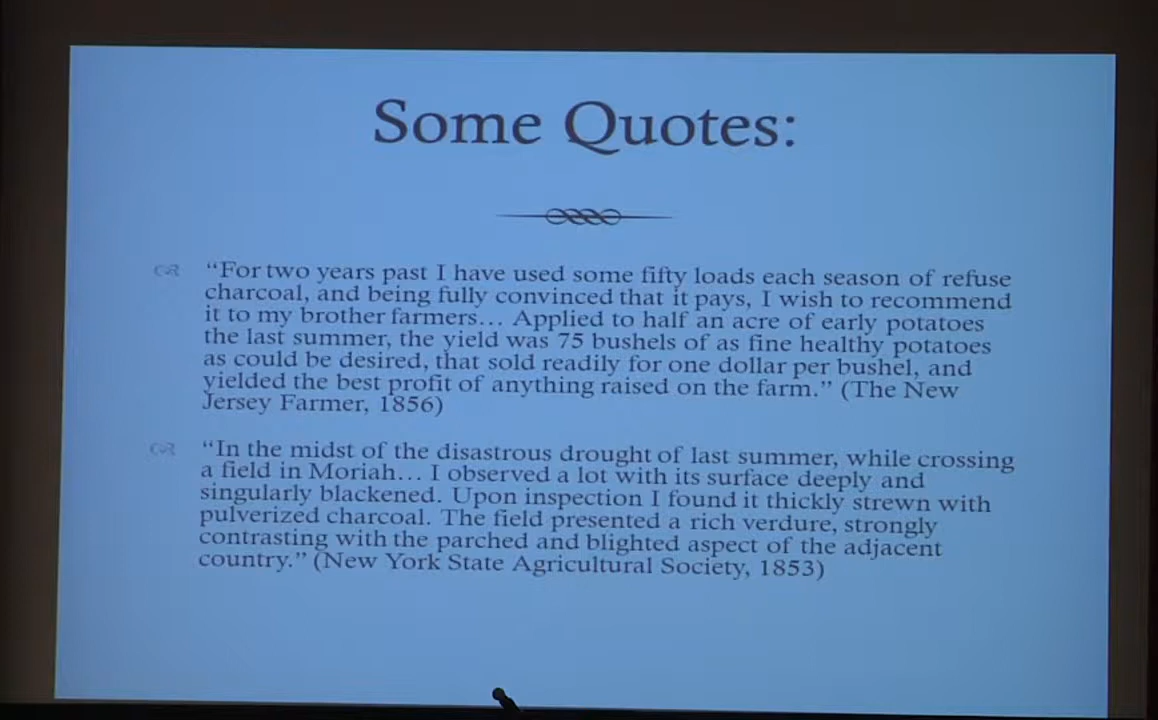 Some Quotes:
“For two years past I have used some fifty loads each season of refuse
charcoal, and being fully convinced that it pays, I wish to recommend
it to my brother farmers... Applied to half an acre of early potatoes
the last summer, the yield was 75 bushels of as fine healthy potatoes
as could be desired, that sold readily for one dollar per bushel, and
yielded the best profit of anything raised on the farm.” (The New
Jersey Farmer, 1856)
“In the midst of the disastrous drought of last summer, while crossing
a field in Moriah... I observed a lot with its surface deeply and
singularly blackened. Upon inspection I found it thickly strewn with
pulverized charcoal. The field presented a rich verdure, strongly
contrasting with the parched and blighted aspect of the adjacent
country.” (New York State Agricultural Society, 1853)